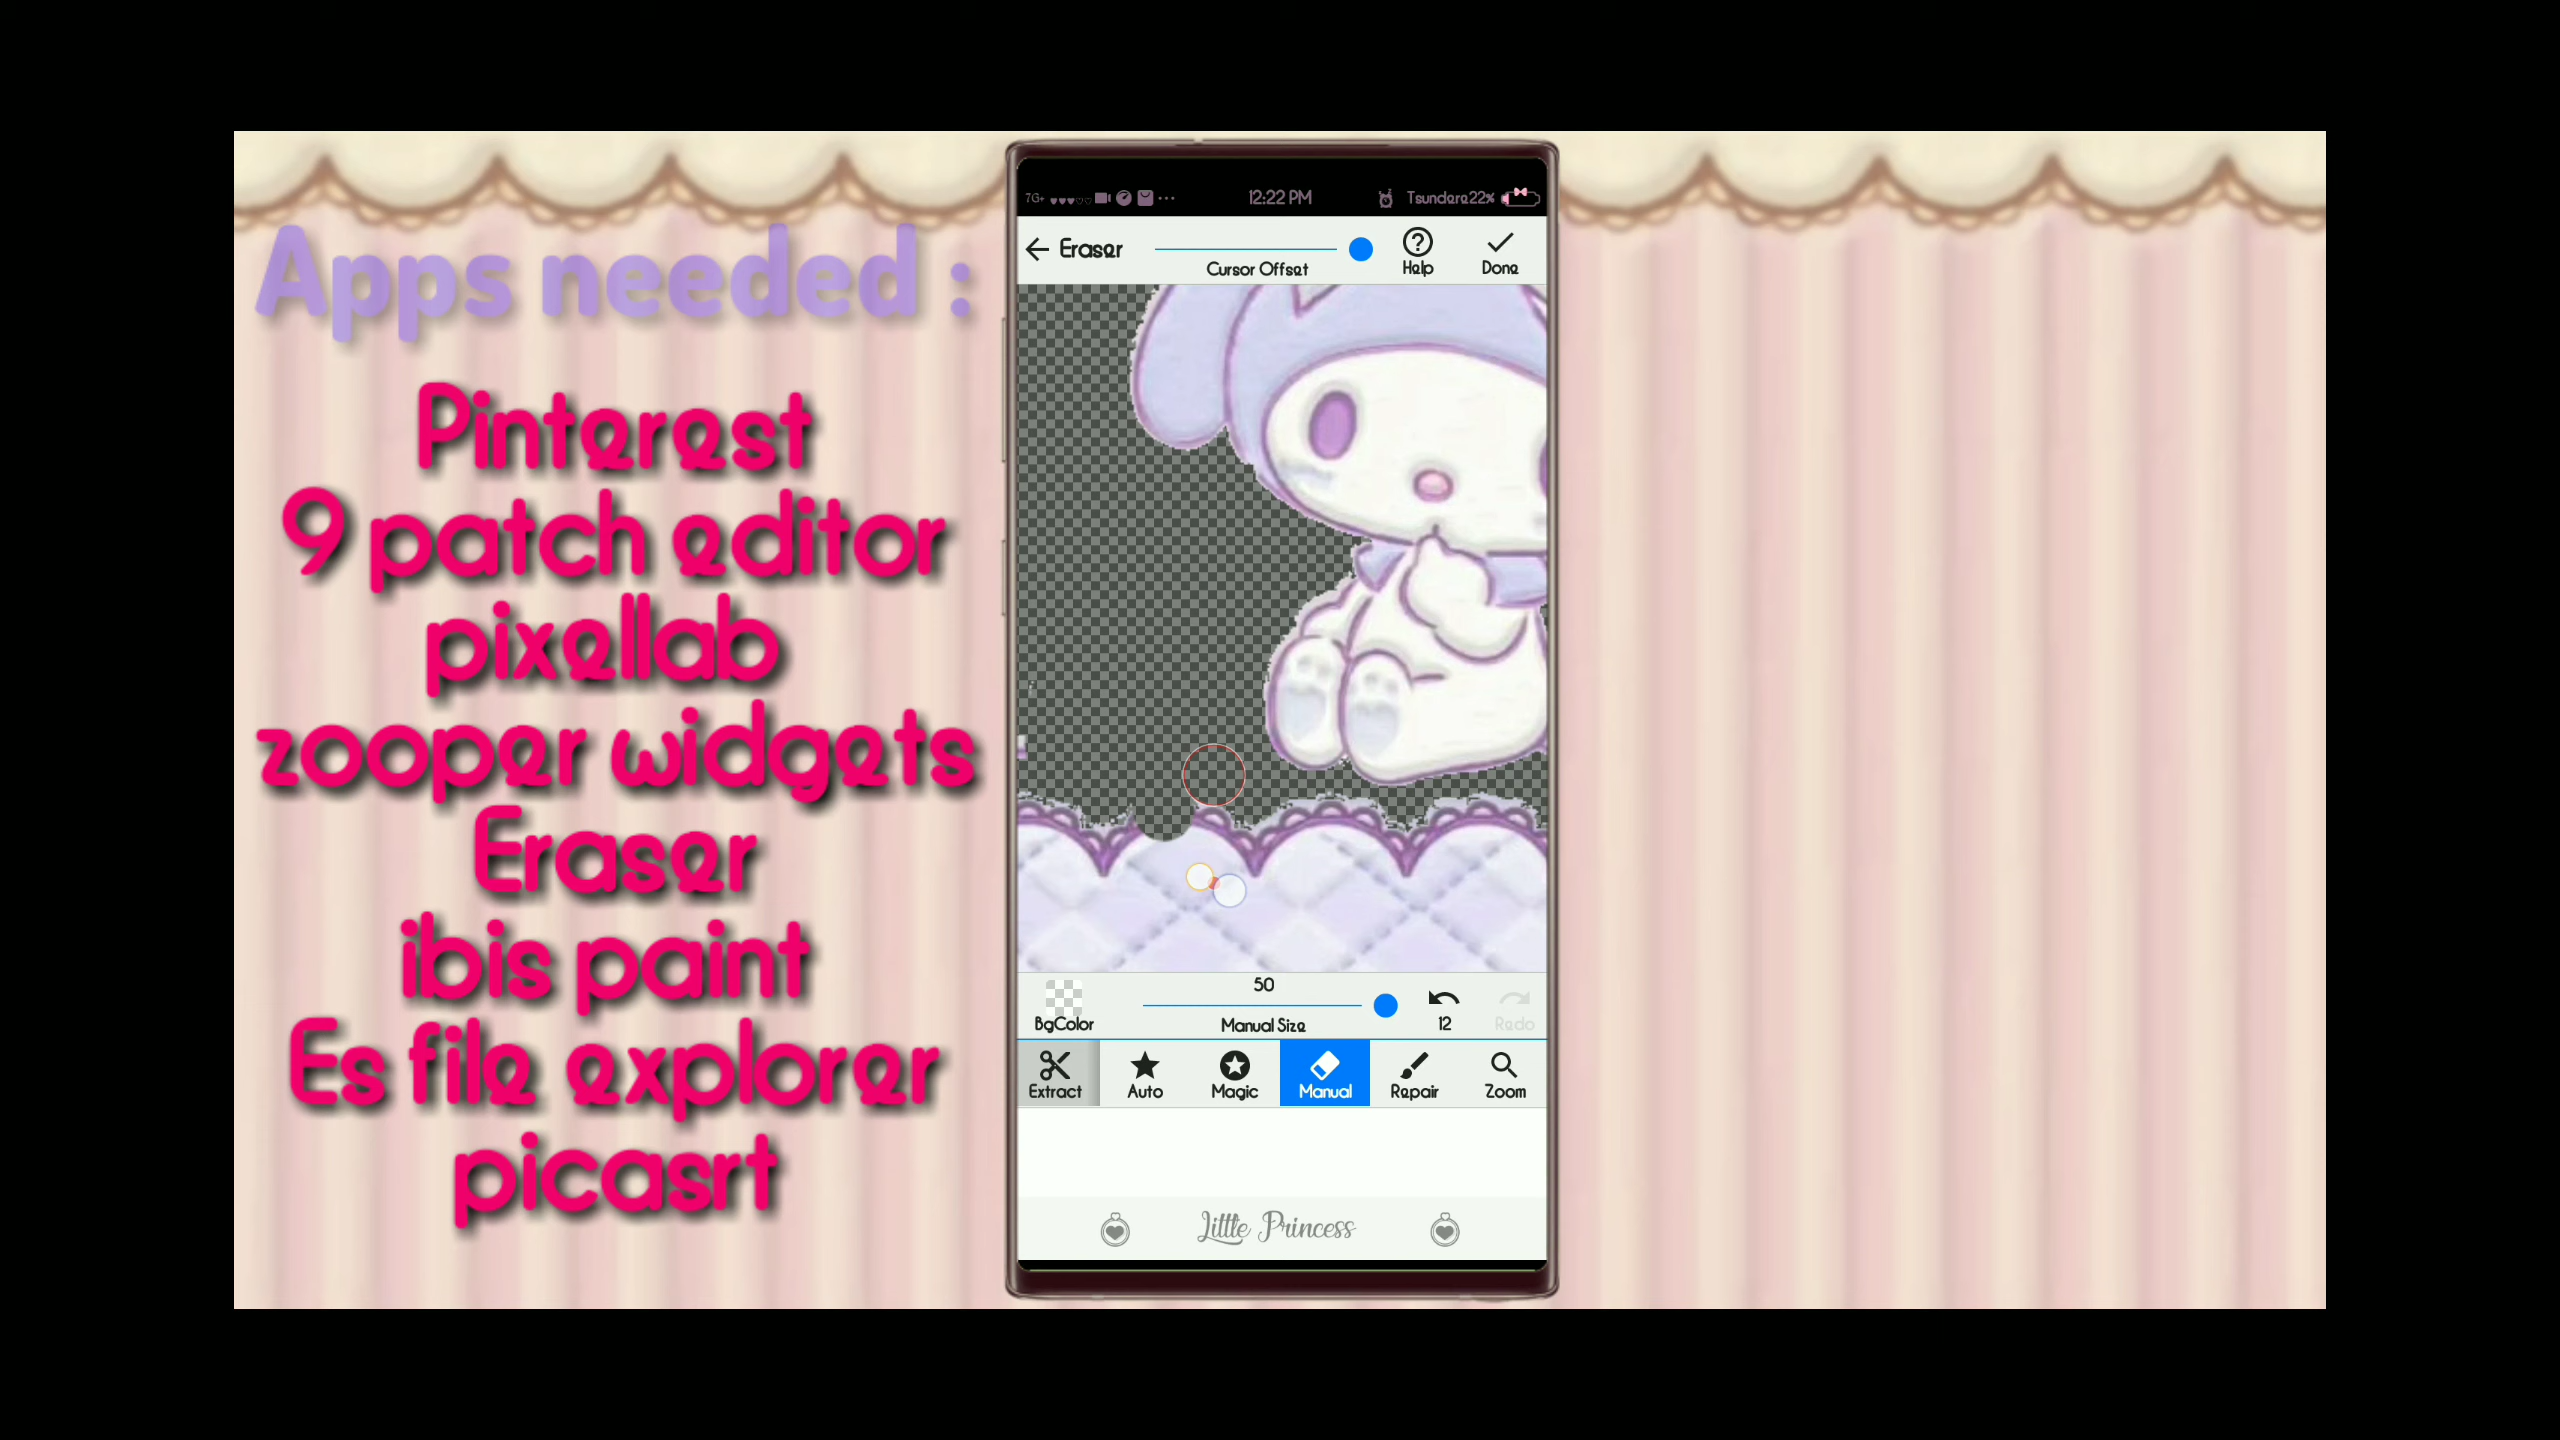 Apps needed :
Pinterest
9 patch editor
pixellab
zooper widgets
Eraser
ibis paint
Es file explorer
picasrt
7G+ 12:22 PM Tsundere22%
Eraser
Cursor Offset
Help
Done
50
BgColor
Manual Size
12
Redo
Extract
Auto
Magic
Manual
Repair
Zoom
Little Princess